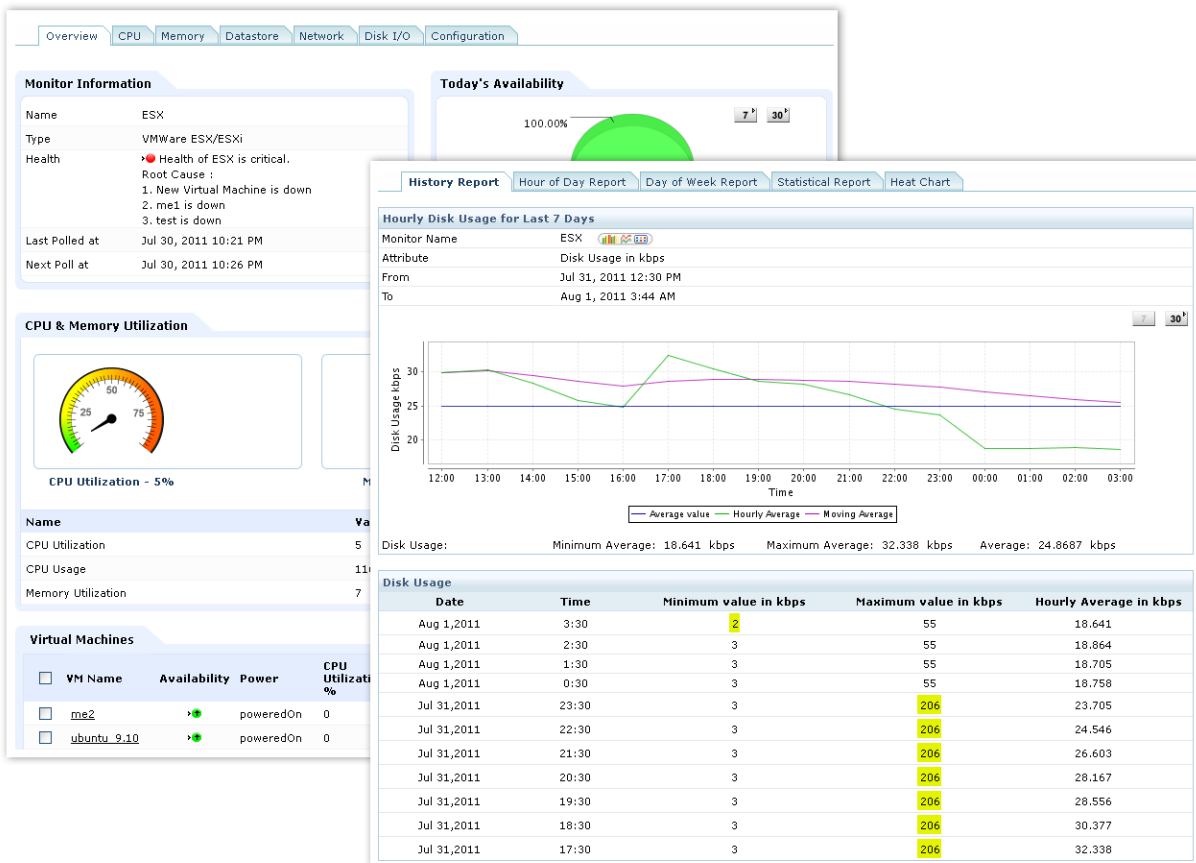 Overview CPU Memory Datastore Network Disk I/O Configuration
Monitor Information
Name ESX
Type VMWare ESX/ESXi
Health Health of ESX is critical.
Root Cause :
1. New Virtual Machine is down
2. me1 is down
3. test is down
Last Polled at Jul 30, 2011 10:21 PM
Next Poll at Jul 30, 2011 10:26 PM
Today's Availability
7 30
100.00%
CPU & Memory Utilization
25 50 75
CPU Utilization - 5%
Name
CPU Utilization 5
CPU Usage
Memory Utilization 7
Virtual Machines
VM Name Availability Power CPU
%
me2 poweredOn 0
ubuntu_9.10 poweredOn 0
History Report Hour of Day Report Day of Week Report Statistical Report Heat Chart
Hourly Disk Usage for Last 7 Days
Monitor Name ESX
Attribute Disk Usage in kbps
From Jul 31, 2011 12:30 PM
To Aug 1, 2011 3:44 AM
7 30
Disk Usage kbps
30
25
20
12:00 13:00 14:00 15:00 16:00 17:00 18:00 19:00 20:00 21:00 22:00 23:00 00:00 01:00 02:00 03:00
Time
Average value Hourly Average Moving Average
Disk Usage: Minimum Average: 18.641 kbps Maximum Average: 32.338 kbps Average: 24.8687 kbps
Disk Usage
Date Time Minimum value in kbps Maximum value in kbps Hourly Average in kbps
Aug 1,2011 3:30 2 55 18.641
Aug 1,2011 2:30 3 55 18.864
Aug 1,2011 1:30 3 55 18.705
Aug 1,2011 0:30 3 55 18.758
Jul 31,2011 23:30 3 206 23.705
Jul 31,2011 22:30 3 206 24.546
Jul 31,2011 21:30 3 206 26.603
Jul 31,2011 20:30 3 206 28.167
Jul 31,2011 19:30 3 206 28.556
Jul 31,2011 18:30 3 206 30.377
Jul 31,2011 17:30 3 206 32.338